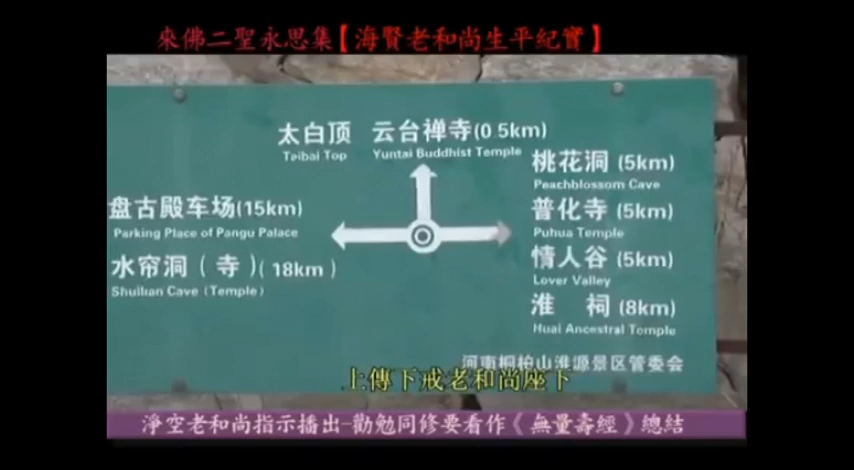 來佛二聖永思集【海賢老和尚生平紀實】
太白顶 云台禅寺(0.5km)
Teibai Top Yuntai Buddhist Temple
盘古殿车场(15km)
Parking Place of Pangu Palace
水帘洞(寺)(18km)
Shuilian Cave (Temple)
桃花洞 (5km)
Peachblossom Cave
普化寺 (5km)
Puhua Temple
情人谷 (5km)
Lover Valley
淮 祠 (8km)
Huai Ancestral Temple
河南桐柏山淮源景区管委会
上傳下戒老和尚座下
淨空老和尚指示播出-勸勉同修要看作《無量壽經》總結